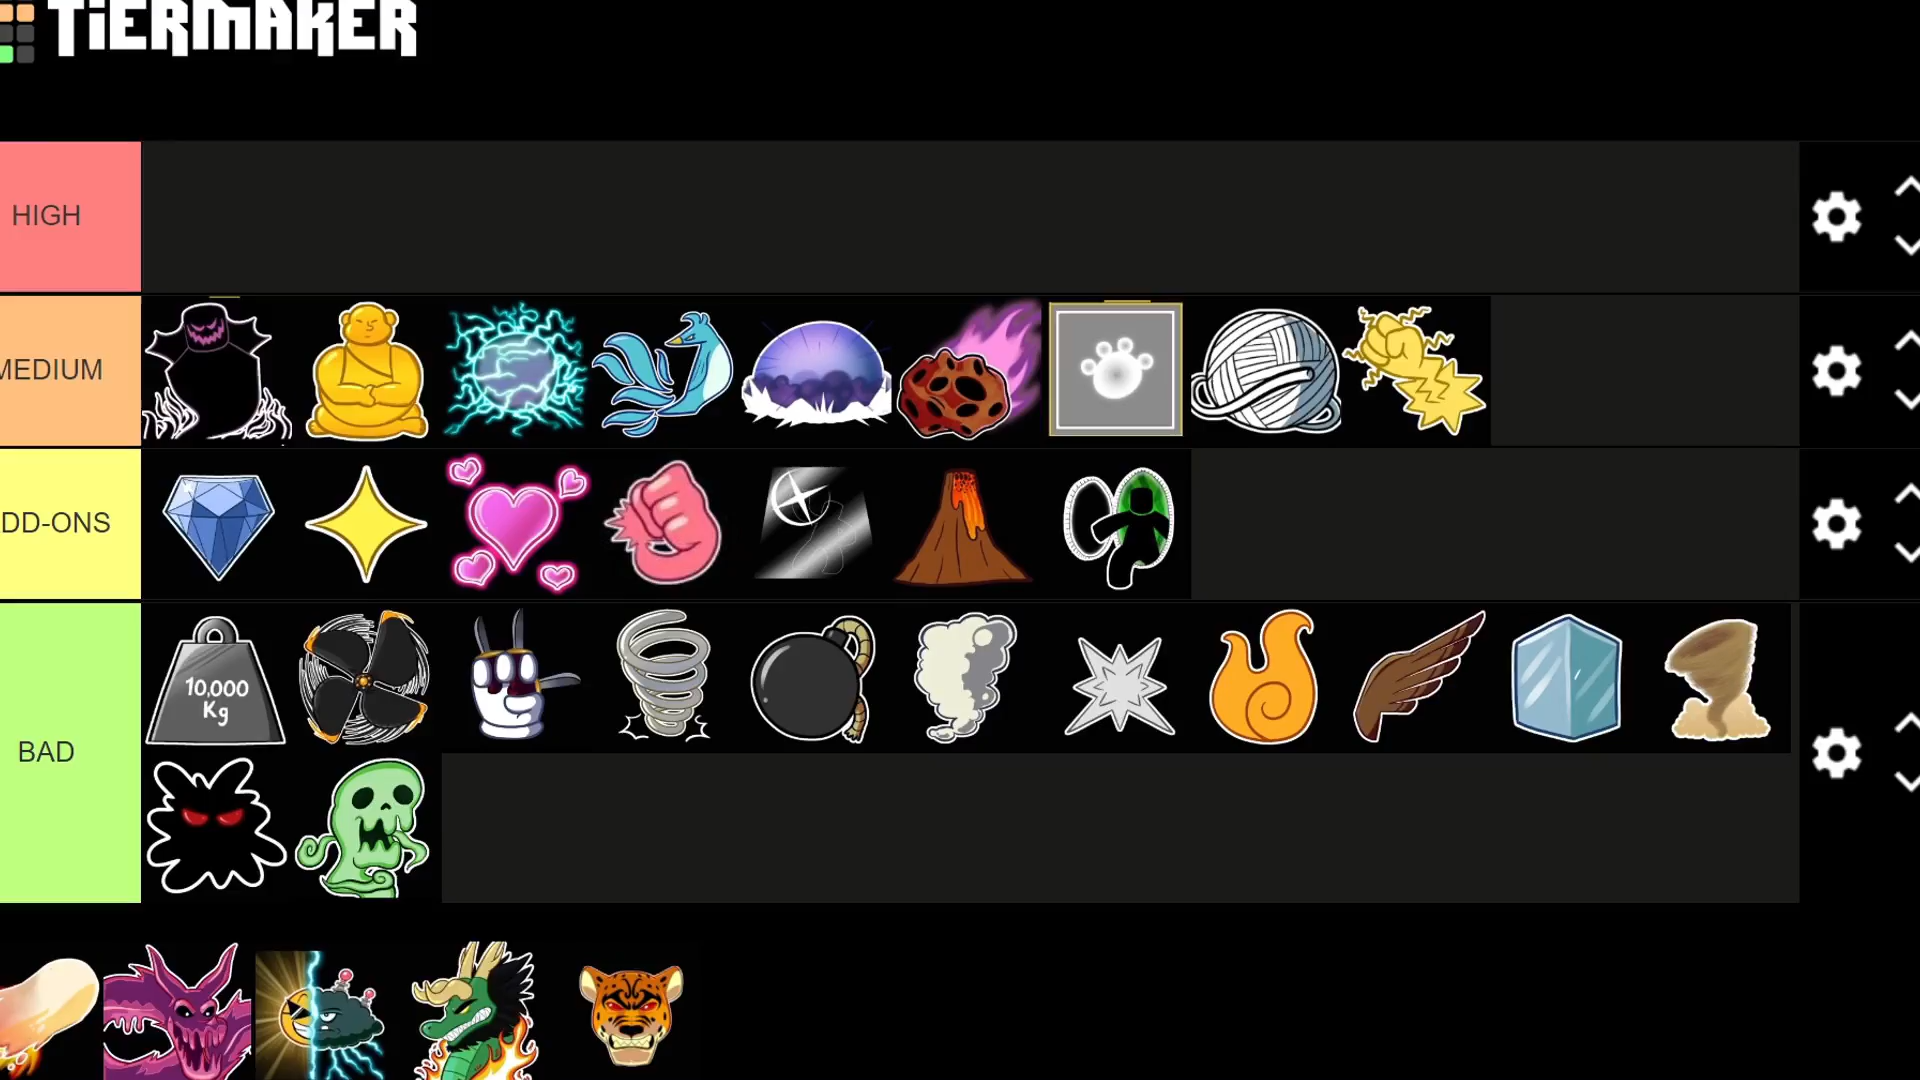 TiERMAKER
HIGH
MEDIUM
DD-ONS
10,000
Kg
BAD